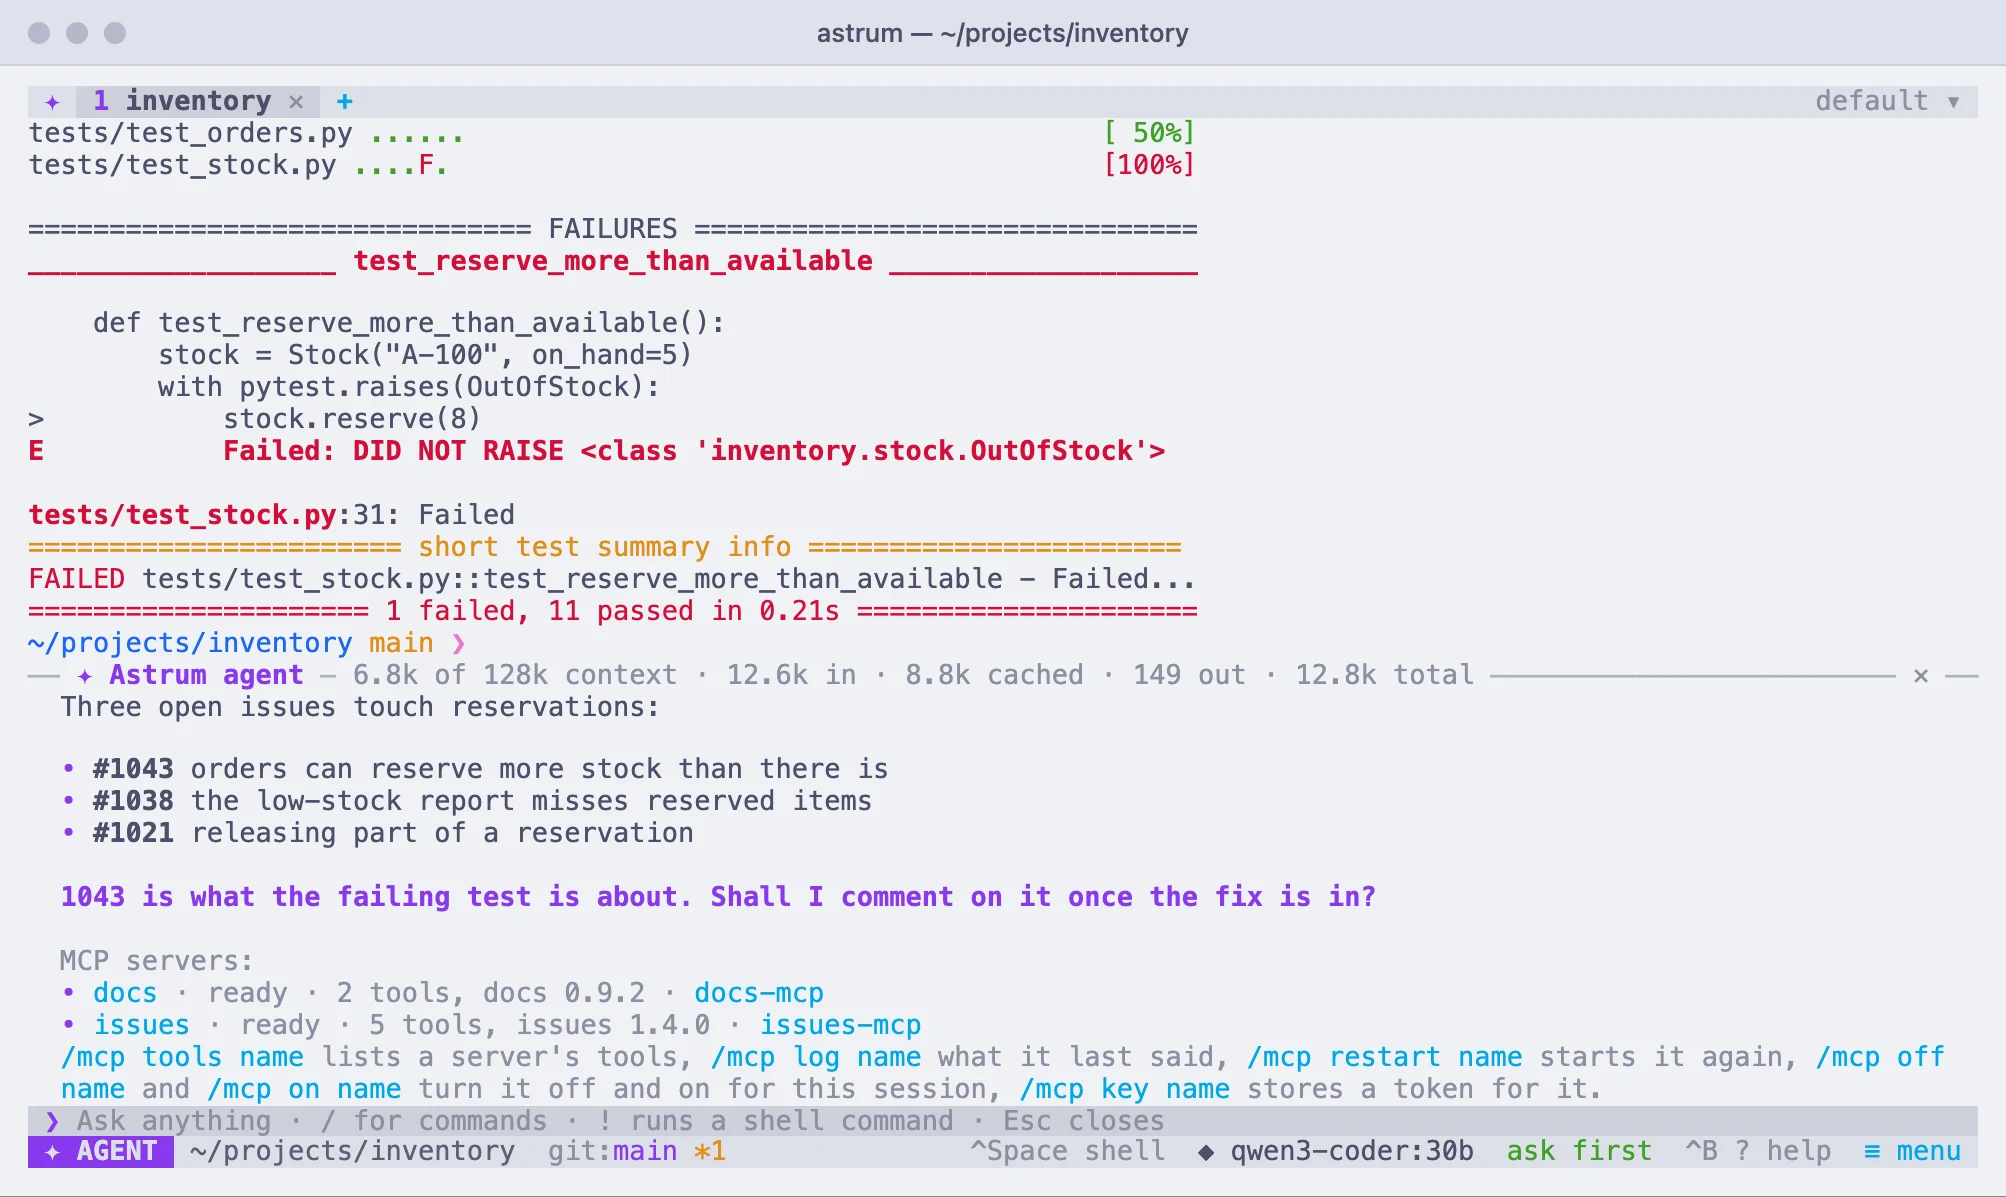 astrum — ~/projects/inventory
✦ 1 inventory × + default ▾
tests/test_orders.py ...... [ 50%]
tests/test_stock.py ....F. [100%]
=============================== FAILURES ===============================
___________________ test_reserve_more_than_available ___________________
def test_reserve_more_than_available():
stock = Stock("A-100", on_hand=5)
with pytest.raises(OutOfStock):
> stock.reserve(8)
E Failed: DID NOT RAISE <class 'inventory.stock.OutOfStock'>
tests/test_stock.py:31: Failed
======================= short test summary info =======================
FAILED tests/test_stock.py::test_reserve_more_than_available - Failed...
===================== 1 failed, 11 passed in 0.21s =====================
~/projects/inventory main ❯
── ✦ Astrum agent — 6.8k of 128k context · 12.6k in · 8.8k cached · 149 out · 12.8k total ───────────────────────── × ──
Three open issues touch reservations:
• #1043 orders can reserve more stock than there is
• #1038 the low-stock report misses reserved items
• #1021 releasing part of a reservation
1043 is what the failing test is about. Shall I comment on it once the fix is in?
MCP servers:
• docs · ready · 2 tools, docs 0.9.2 · docs-mcp
• issues · ready · 5 tools, issues 1.4.0 · issues-mcp
/mcp tools name lists a server's tools, /mcp log name what it last said, /mcp restart name starts it again, /mcp off
name and /mcp on name turn it off and on for this session, /mcp key name stores a token for it.
❯ Ask anything · / for commands · ! runs a shell command · Esc closes
✦ AGENT ~/projects/inventory git:main *1 ^Space shell ◆ qwen3-coder:30b ask first ^B ? help ≡ menu